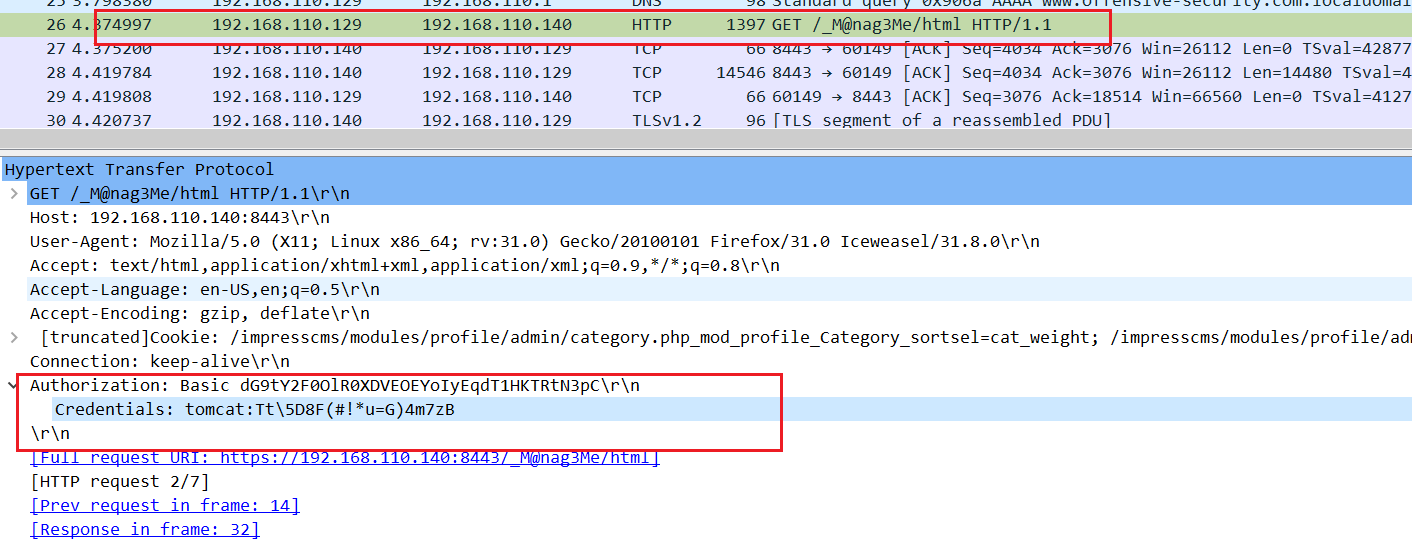 25 3.798580 192.168.110.129 192.168.110.1 DNS 98 Standard query 0x906a AAAA www.offensive-security.com.localdomai
26 4.374997 192.168.110.129 192.168.110.140 HTTP 1397 GET /_M@nag3Me/html HTTP/1.1
27 4.375200 192.168.110.140 192.168.110.129 TCP 66 8443 → 60149 [ACK] Seq=4034 Ack=3076 Win=26112 Len=0 TSval=42877
28 4.419784 192.168.110.140 192.168.110.129 TCP 14546 8443 → 60149 [ACK] Seq=4034 Ack=3076 Win=26112 Len=14480 TSval=4
29 4.419808 192.168.110.129 192.168.110.140 TCP 66 60149 → 8443 [ACK] Seq=3076 Ack=18514 Win=66560 Len=0 TSval=4127
30 4.420737 192.168.110.140 192.168.110.129 TLSv1.2 96 [TLS segment of a reassembled PDU]
Hypertext Transfer Protocol
GET /_M@nag3Me/html HTTP/1.1\r\n
Host: 192.168.110.140:8443\r\n
User-Agent: Mozilla/5.0 (X11; Linux x86_64; rv:31.0) Gecko/20100101 Firefox/31.0 Iceweasel/31.8.0\r\n
Accept: text/html,application/xhtml+xml,application/xml;q=0.9,*/*;q=0.8\r\n
Accept-Language: en-US,en;q=0.5\r\n
Accept-Encoding: gzip, deflate\r\n
[truncated]Cookie: /impresscms/modules/profile/admin/category.php_mod_profile_Category_sortsel=cat_weight; /impresscms/modules/profile/adm
Connection: keep-alive\r\n
Authorization: Basic dG9tY2F0OlR0XDVEOEYoIyEqdT1HKTRtN3pC\r\n
Credentials: tomcat:Tt\5D8F(#!*u=G)4m7zB
\r\n
[Full request URI: https://192.168.110.140:8443/_M@nag3Me/html]
[HTTP request 2/7]
[Prev request in frame: 14]
[Response in frame: 32]